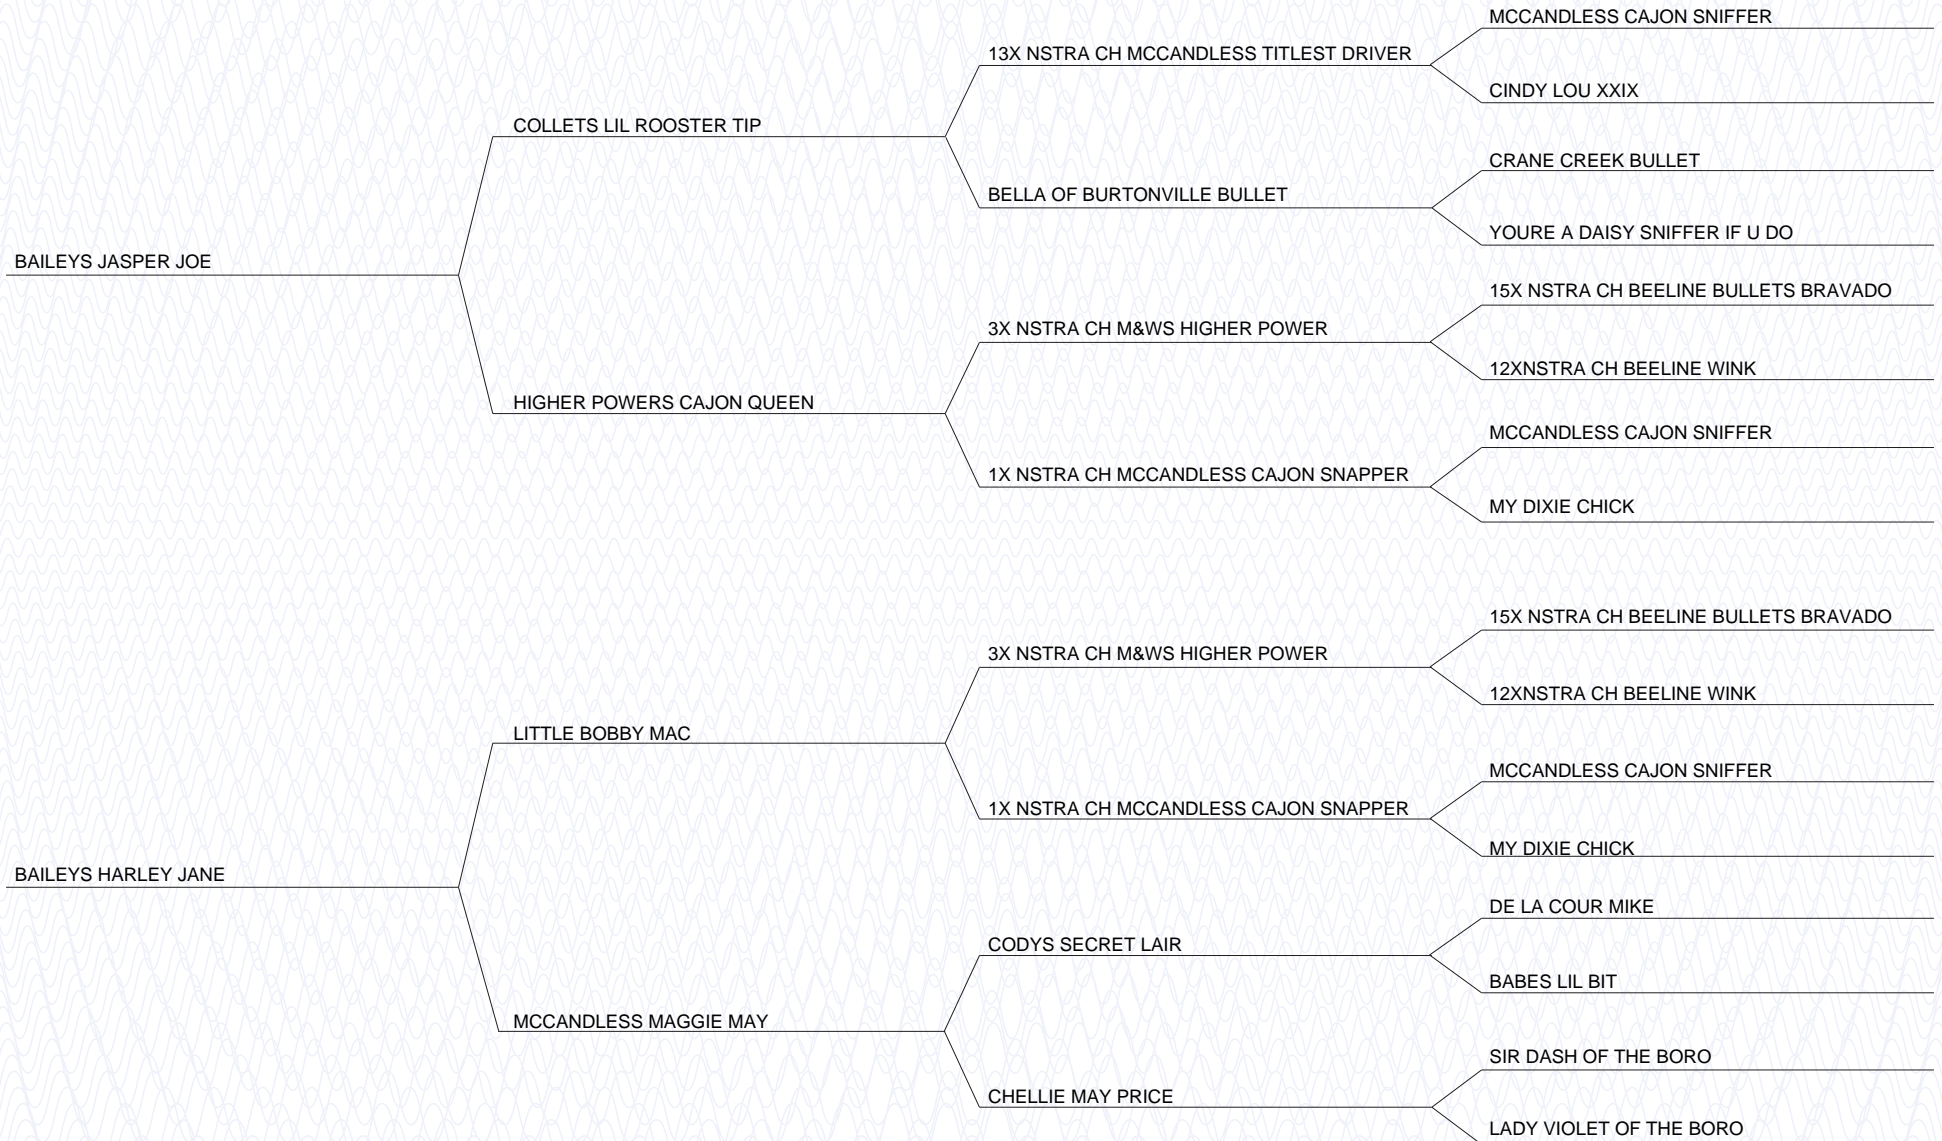 MCCANDLESS CAJON SNIFFER
13X NSTRA CH MCCANDLESS TITLEST DRIVER
CINDY LOU XXIX
COLLETS LIL ROOSTER TIP
CRANE CREEK BULLET
BELLA OF BURTONVILLE BULLET
YOURE A DAISY SNIFFER IF U DO
BAILEYS JASPER JOE
15X NSTRA CH BEELINE BULLETS BRAVADO
3X NSTRA CH M&WS HIGHER POWER
12XNSTRA CH BEELINE WINK
HIGHER POWERS CAJON QUEEN
MCCANDLESS CAJON SNIFFER
1X NSTRA CH MCCANDLESS CAJON SNAPPER
MY DIXIE CHICK
15X NSTRA CH BEELINE BULLETS BRAVADO
3X NSTRA CH M&WS HIGHER POWER
12XNSTRA CH BEELINE WINK
LITTLE BOBBY MAC
MCCANDLESS CAJON SNIFFER
1X NSTRA CH MCCANDLESS CAJON SNAPPER
MY DIXIE CHICK
BAILEYS HARLEY JANE
DE LA COUR MIKE
CODYS SECRET LAIR
BABES LIL BIT
MCCANDLESS MAGGIE MAY
SIR DASH OF THE BORO
CHELLIE MAY PRICE
LADY VIOLET OF THE BORO